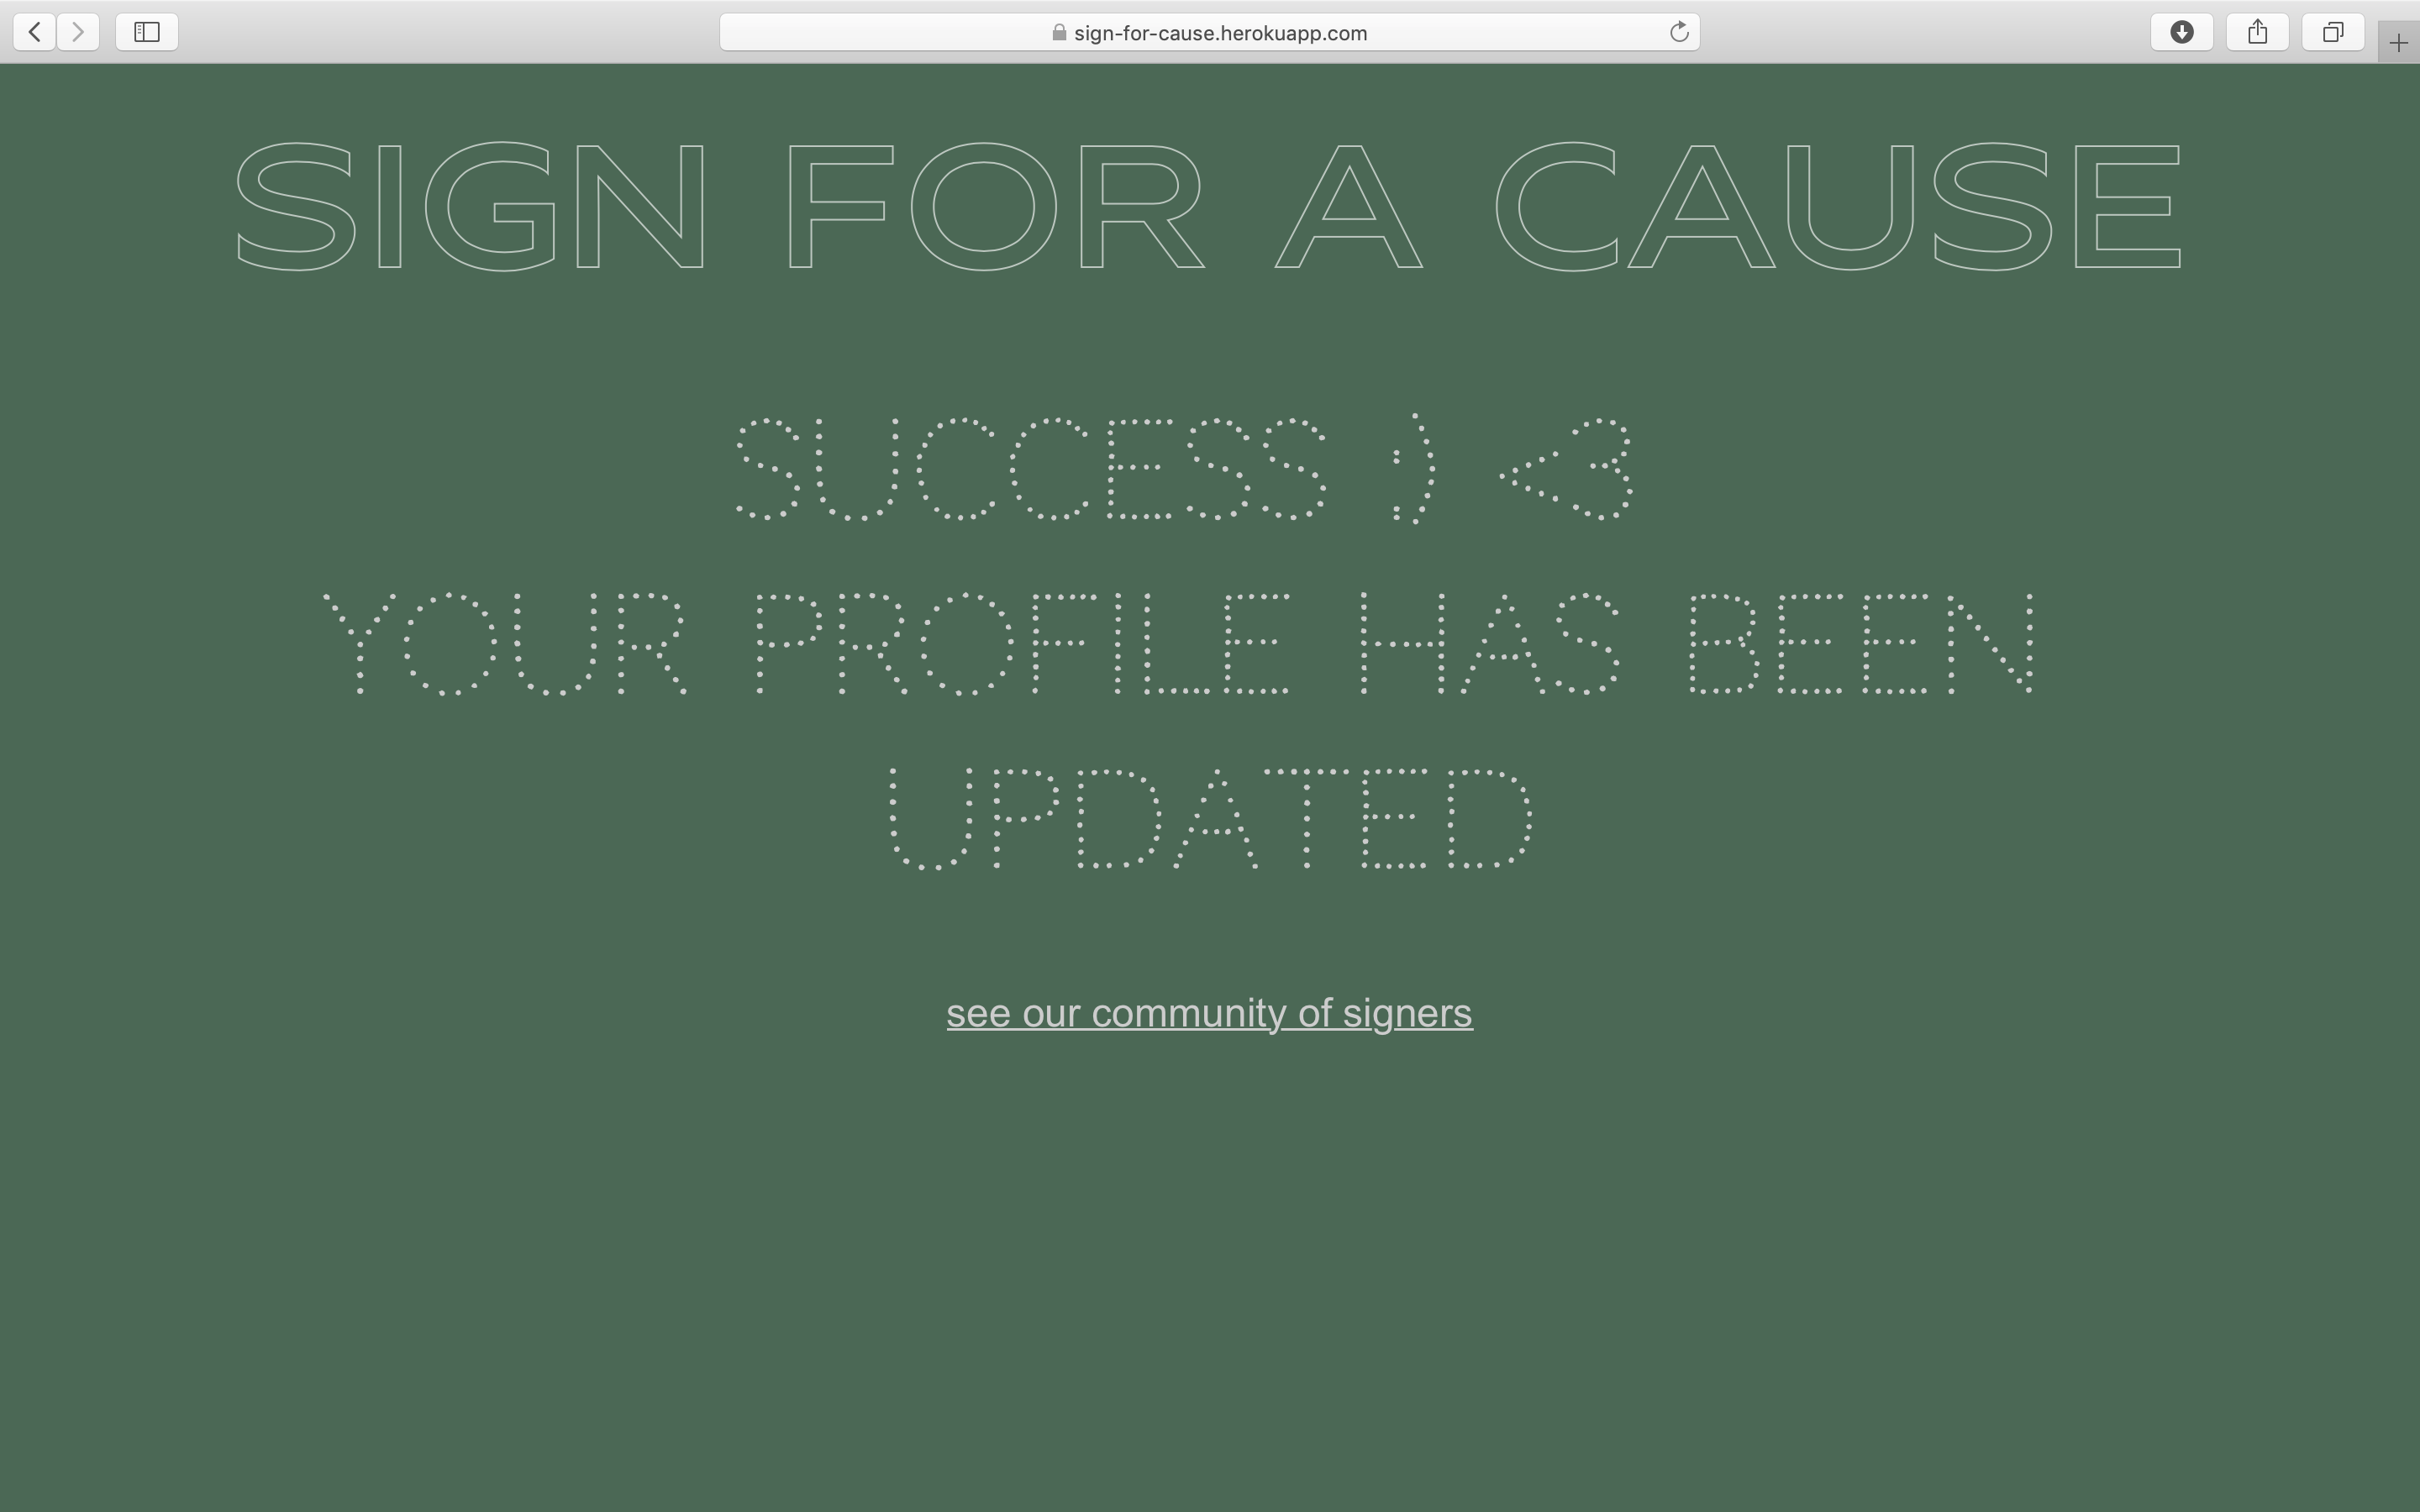 sign-for-cause.herokuapp.com
SIGN FOR A CAUSE
SUCCESS :) <3
YOUR PROFILE HAS BEEN
UPDATED
see our community of signers